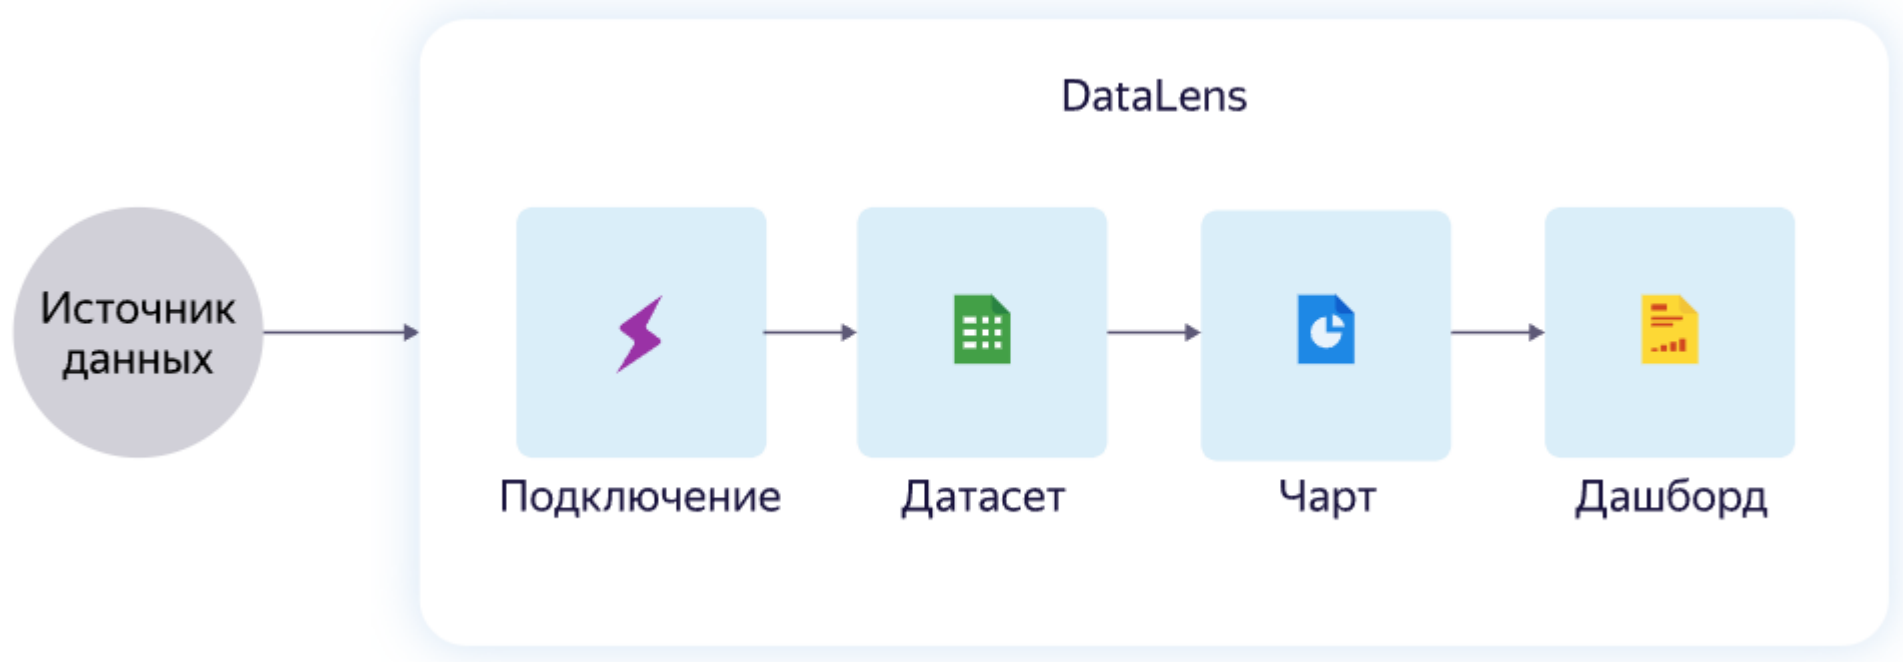 DataLens
Источник
данных
Подключение
Датасет
Чарт
Дашборд